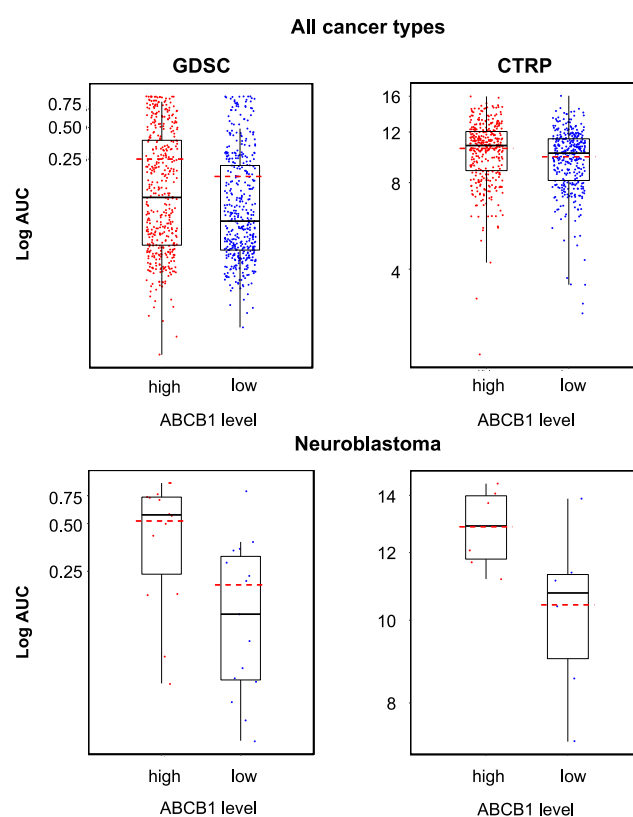 All cancer types
GDSC
CTRP
Log AUC
0.75
0.50
0.25
16
12
8
4
high
low
high
low
ABCB1 level
ABCB1 level
Neuroblastoma
Log AUC
0.75
0.50
0.25
14
12
10
8
high
low
high
low
ABCB1 level
ABCB1 level